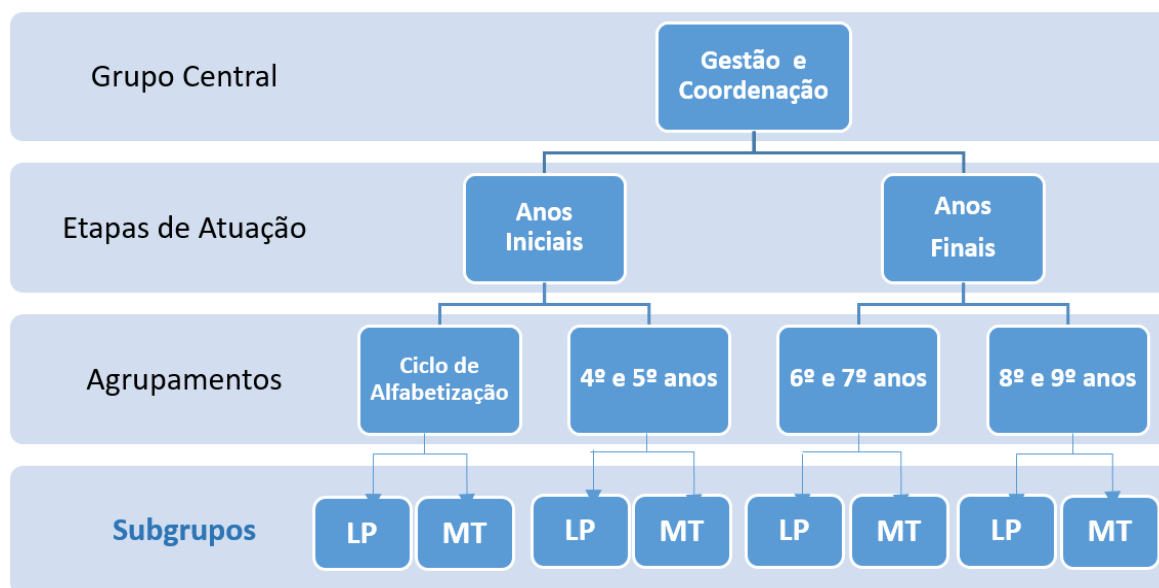 Grupo Central
Gestão e
Coordenação
Etapas de Atuação
Anos
Iniciais
Anos
Finais
Agrupamentos
Ciclo de
Alfabetização
4º e 5º anos
6º e 7º anos
8º e 9º anos
Subgrupos
LP
MT
LP
MT
LP
MT
LP
MT